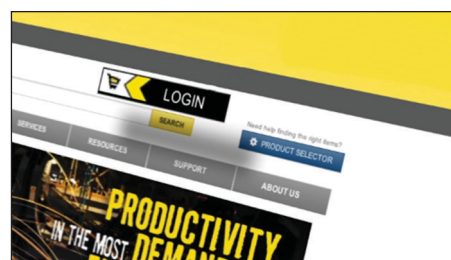 LOGIN
SEARCH
Need help finding the right items?
PRODUCT SELECTOR
SERVICES
RESOURCES
SUPPORT
ABOUT US
PRODUCTIVITY
IN THE MOST